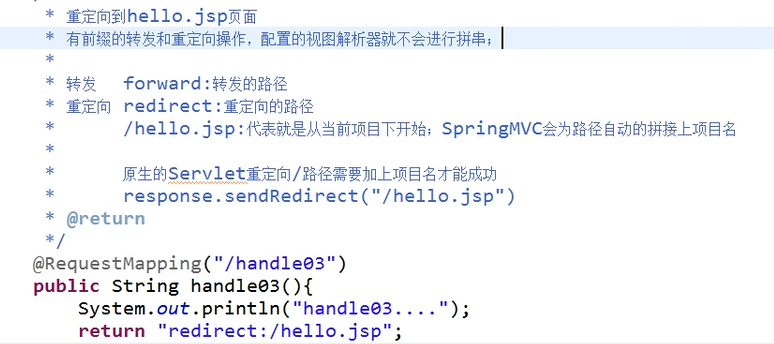 * 重定向到hello.jsp页面
* 有前缀的转发和重定向操作，配置的视图解析器就不会进行拼串；
*
* 转发 forward:转发的路径
* 重定向 redirect:重定向的路径
* /hello.jsp:代表就是从当前项目下开始；SpringMVC会为路径自动的拼接上项目名
*
* 原生的Servlet重定向/路径需要加上项目名才能成功
* response.sendRedirect("/hello.jsp")
* @return
*/
@RequestMapping("/handle03")
public String handle03(){
System.out.println("handle03....");
return "redirect:/hello.jsp";